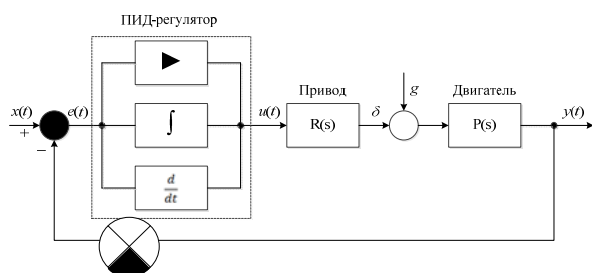 ПИД-регулятор
x(t)
+
−
e(t)
∫
d
dt
u(t)
Привод
R(s)
δ
g
Двигатель
P(s)
y(t)